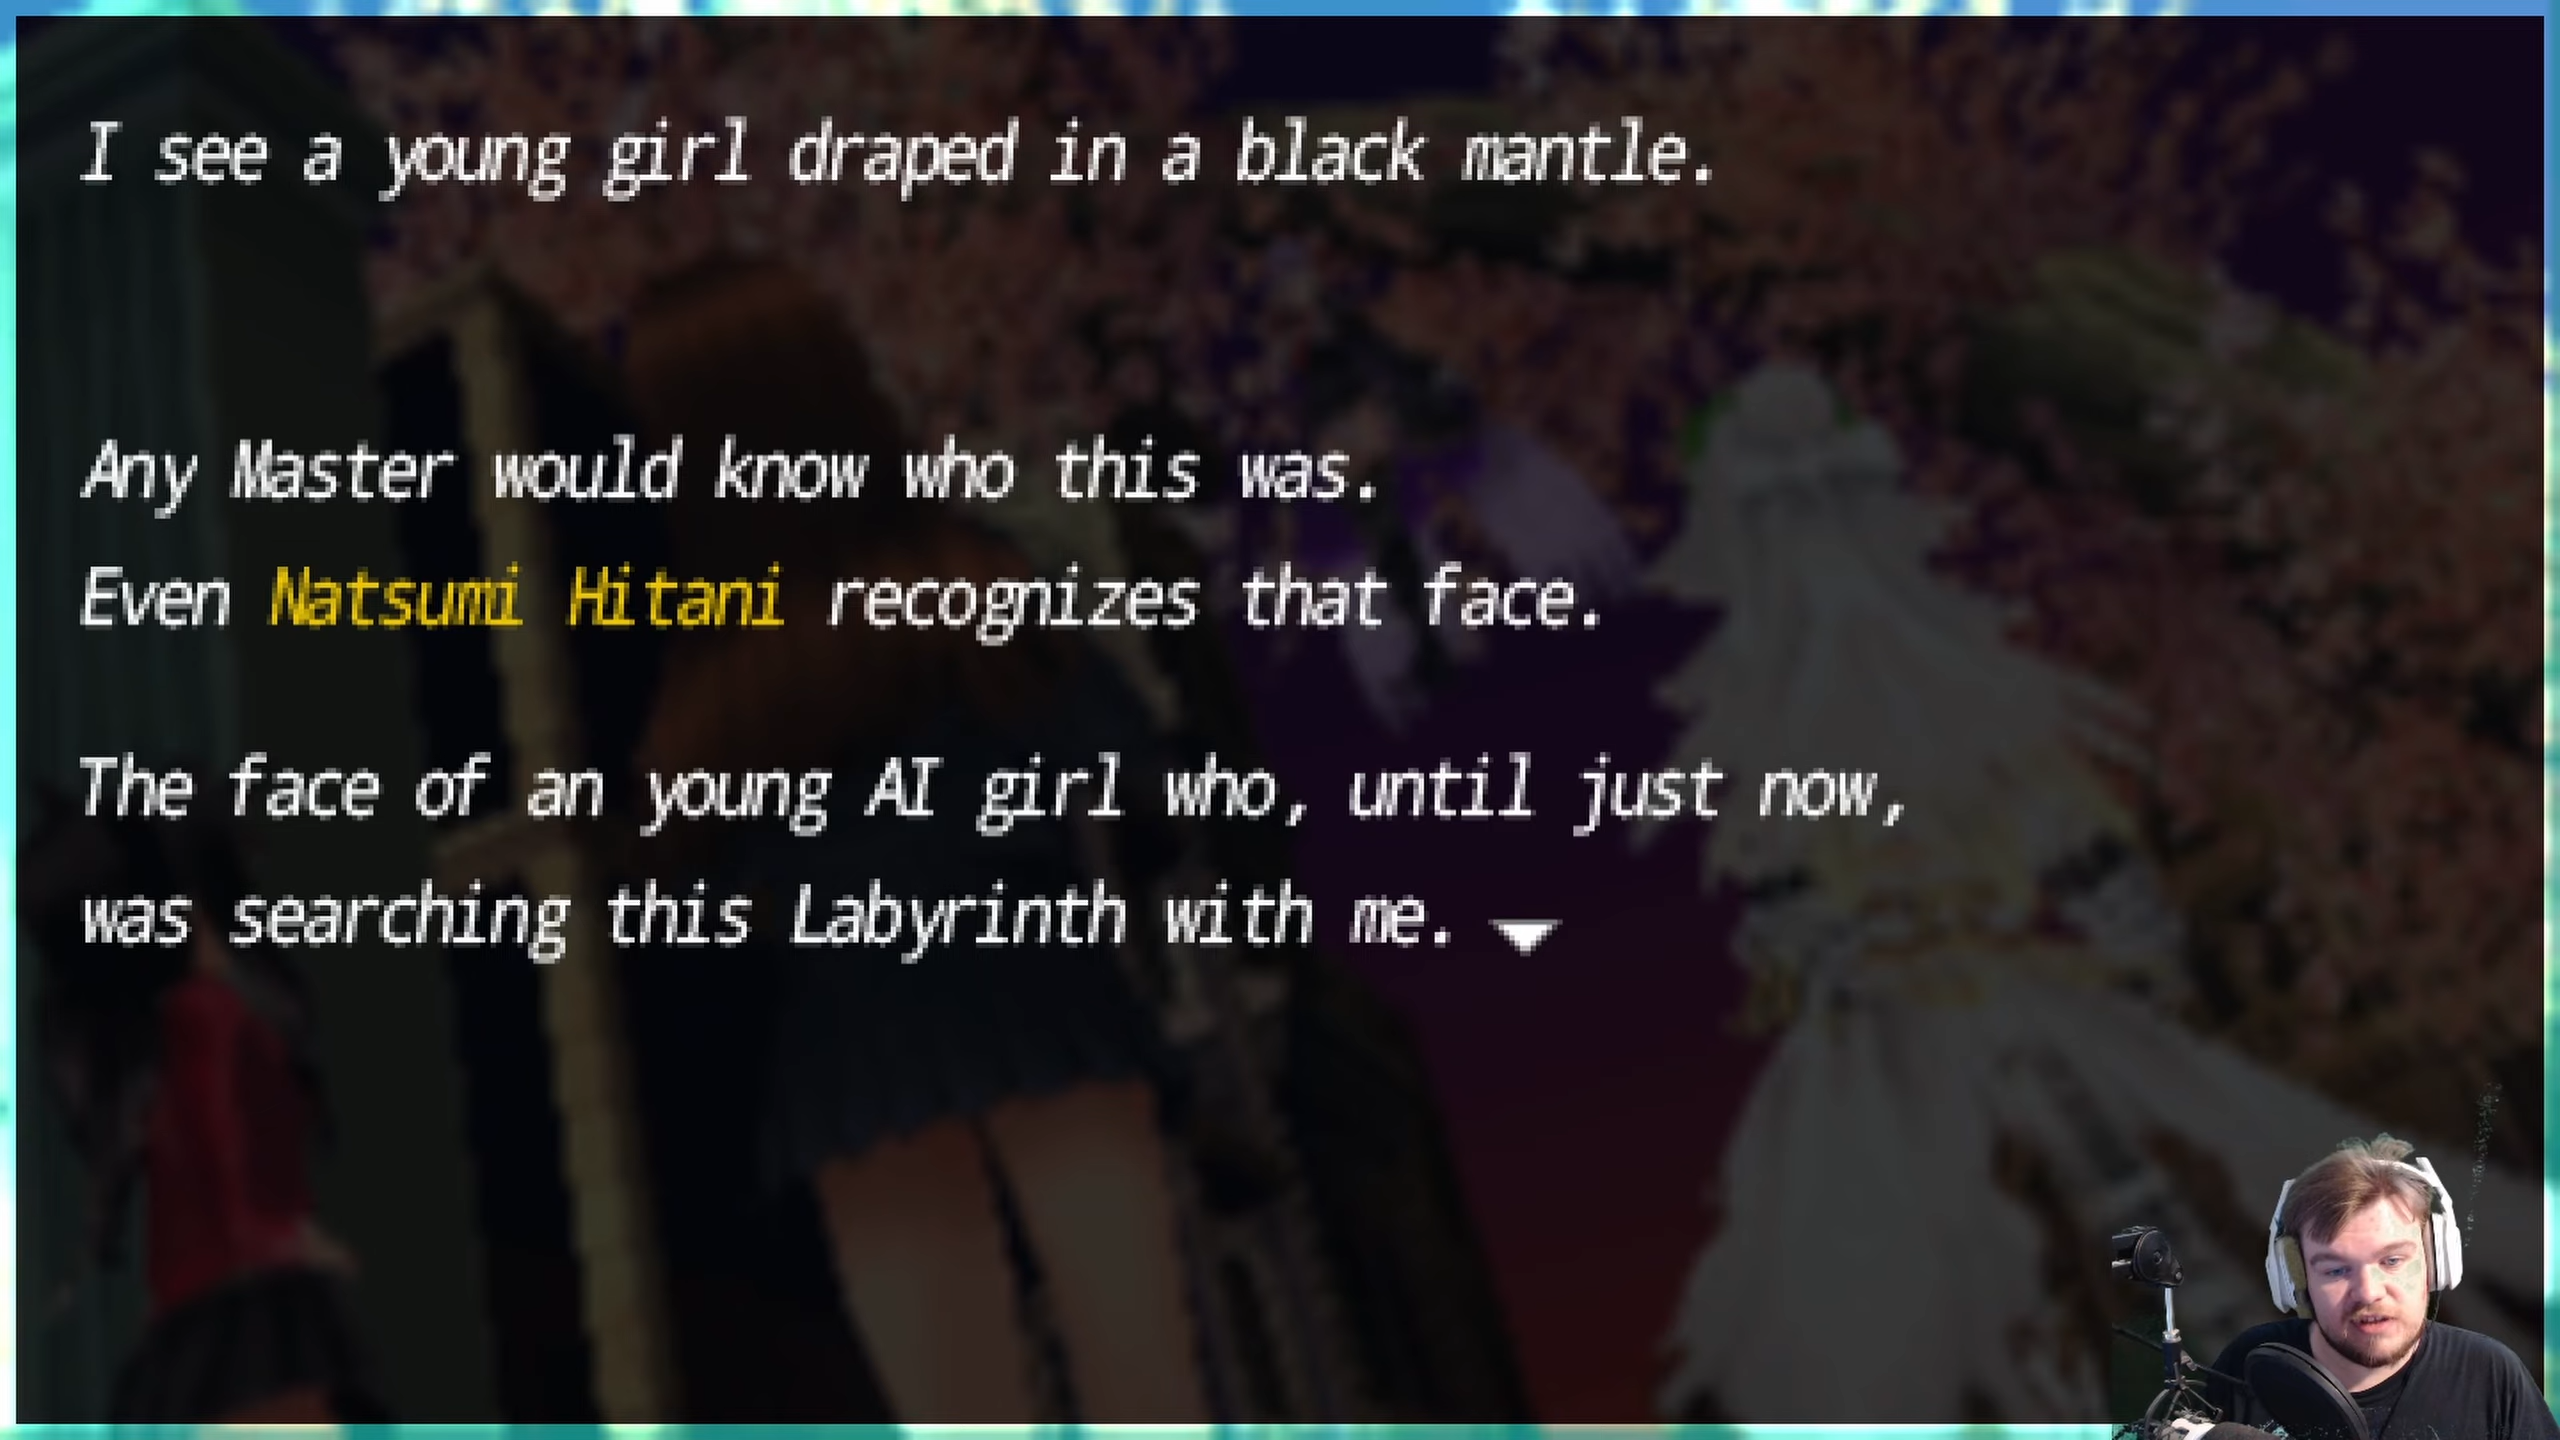 I see a young girl draped in a black mantle.
Any Master would know who this was.
Even Natsumi Hitani recognizes that face.
The face of an young AI girl who, until just now,
was searching this Labyrinth with me.